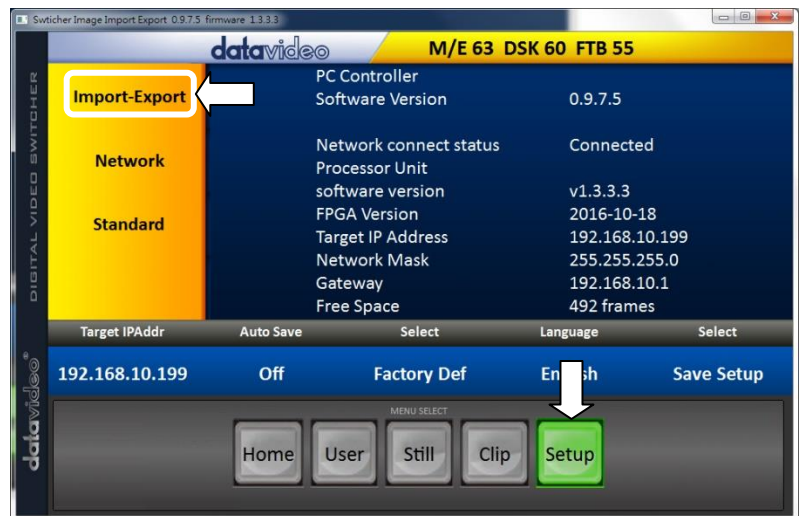 Swticher Image Import Export 0.9.7.5 firmware 1.3.3.3
datavideo M/E 63 DSK 60 FTB 55
DIGITAL VIDEO SWITCHER
datavideo
Import-Export
Network
Standard
PC Controller
Software Version 0.9.7.5
Network connect status Connected
Processor Unit
software version v1.3.3.3
FPGA Version 2016-10-18
Target IP Address 192.168.10.199
Network Mask 255.255.255.0
Gateway 192.168.10.1
Free Space 492 frames
Target IPAddr Auto Save Select Language Select
192.168.10.199 Off Factory Def English Save Setup
MENU SELECT
Home User Still Clip Setup